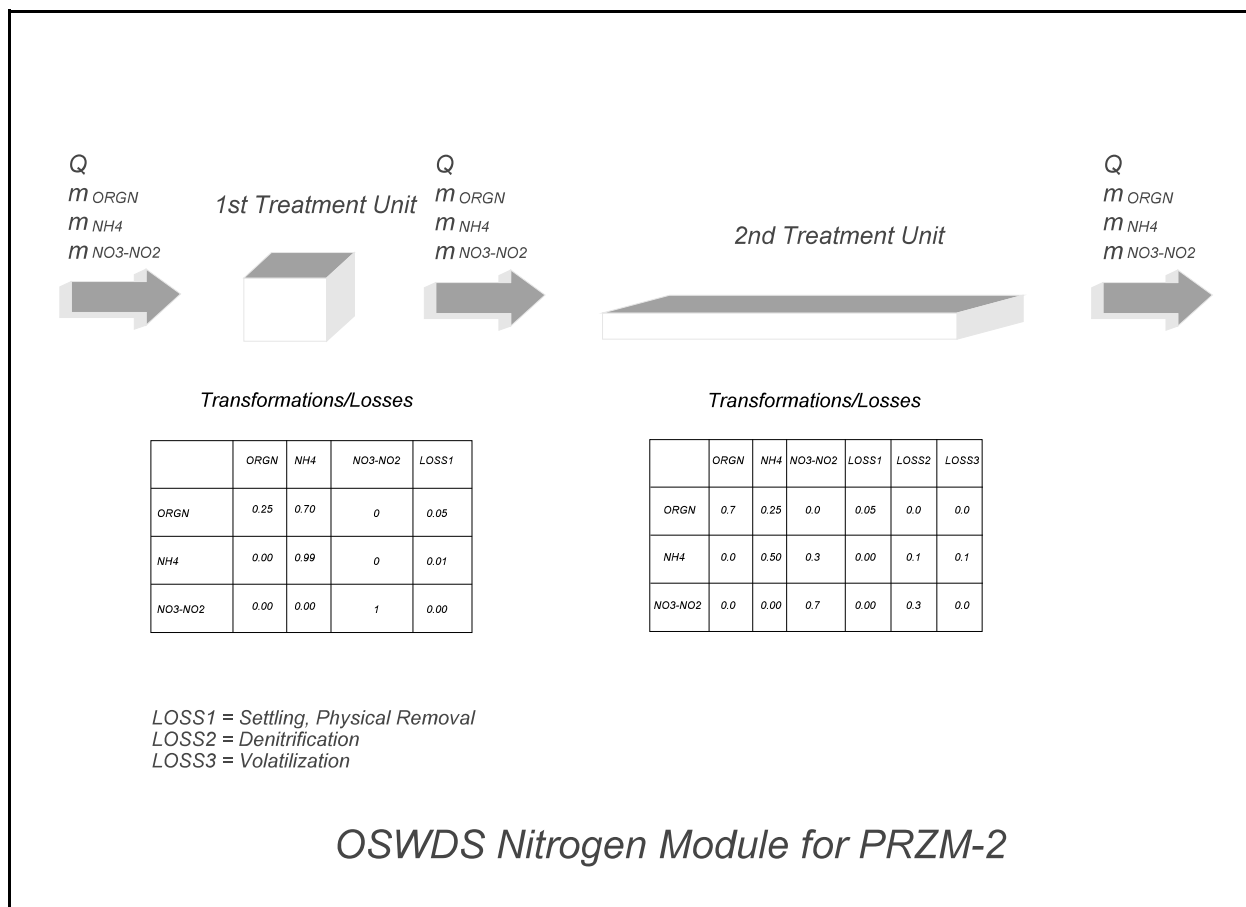 Q
m ORGN
m NH4
m NO3-NO2
1st Treatment Unit
Q
m ORGN
m NH4
m NO3-NO2
2nd Treatment Unit
Q
m ORGN
m NH4
m NO3-NO2
Transformations/Losses
ORGN NH4 NO3-NO2 LOSS1
ORGN 0.25 0.70 0 0.05
NH4 0.00 0.99 0 0.01
NO3-NO2 0.00 0.00 1 0.00
Transformations/Losses
ORGN NH4 NO3-NO2 LOSS1 LOSS2 LOSS3
ORGN 0.7 0.25 0.0 0.05 0.0 0.0
NH4 0.0 0.50 0.3 0.00 0.1 0.1
NO3-NO2 0.0 0.00 0.7 0.00 0.3 0.0
LOSS1 = Settling, Physical Removal
LOSS2 = Denitrification
LOSS3 = Volatilization
OSWDS Nitrogen Module for PRZM-2